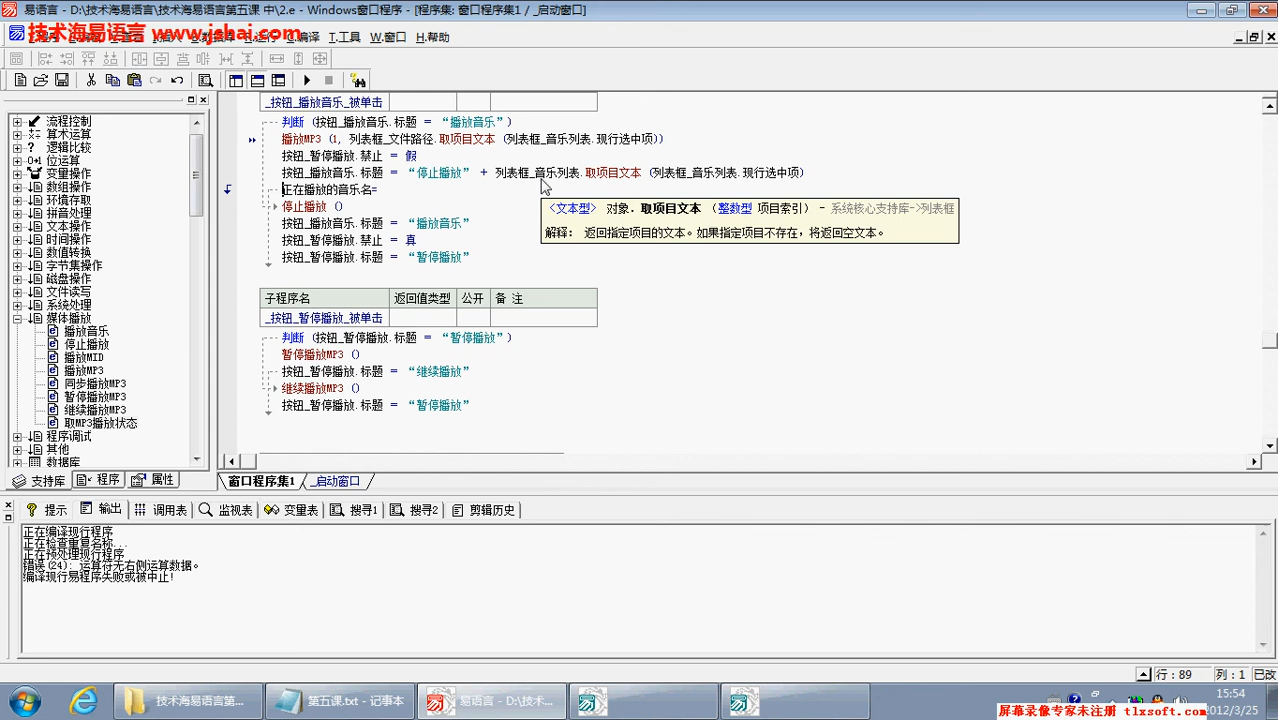 易语言 - D:\技术海易语言\技术海易语言第五课 中\2.e - Windows窗口程序 - [程序集: 窗口程序集1 / _启动窗口]
技术海易语言 www.jshai.com
T.工具 W.窗口 H.帮助
流程控制
算术运算
逻辑比较
位运算
变量操作
数组操作
环境存取
拼音处理
文本操作
时间操作
数值转换
字节集操作
磁盘操作
文件读写
系统处理
媒体播放
播放音乐
停止播放
播放MID
播放MP3
同步播放MP3
暂停播放MP3
继续播放MP3
取MP3播放状态
程序调试
其他
数据库
支持库 程序 属性
_按钮_播放音乐_被单击
判断 (按钮_播放音乐.标题 = “播放音乐”)
播放MP3 (1, 列表框_文件路径.取项目文本 (列表框_音乐列表.现行选中项))
按钮_暂停播放.禁止 = 假
按钮_播放音乐.标题 = “停止播放” + 列表框_音乐列表.取项目文本 (列表框_音乐列表.现行选中项)
正在播放的音乐名=
停止播放 ()
按钮_播放音乐.标题 = “播放音乐”
按钮_暂停播放.禁止 = 真
按钮_暂停播放.标题 = “暂停播放”
<文本型> 对象.取项目文本 (整数型 项目索引) - 系统核心支持库->列表框
解释: 返回指定项目的文本。如果指定项目不存在，将返回空文本。
子程序名 返回值类型 公开 备 注
_按钮_暂停播放_被单击
判断 (按钮_暂停播放.标题 = “暂停播放”)
暂停播放MP3 ()
按钮_暂停播放.标题 = “继续播放”
继续播放MP3 ()
按钮_暂停播放.标题 = “暂停播放”
窗口程序集1 _启动窗口
提示 输出 调用表 监视表 变量表 搜寻1 搜寻2 剪辑历史
正在编译现行程序
正在检查重复名称...
正在预处理现行程序
错误(24): 运算符无右侧运算数据。
编译现行易程序失败或被中止!
行: 89 列: 1 已改
技术海易语言第... 第五课.txt - 记事本 易语言 - D:\技术...
15:54
2012/3/25
屏幕录像专家未注册 tlxsoft.com